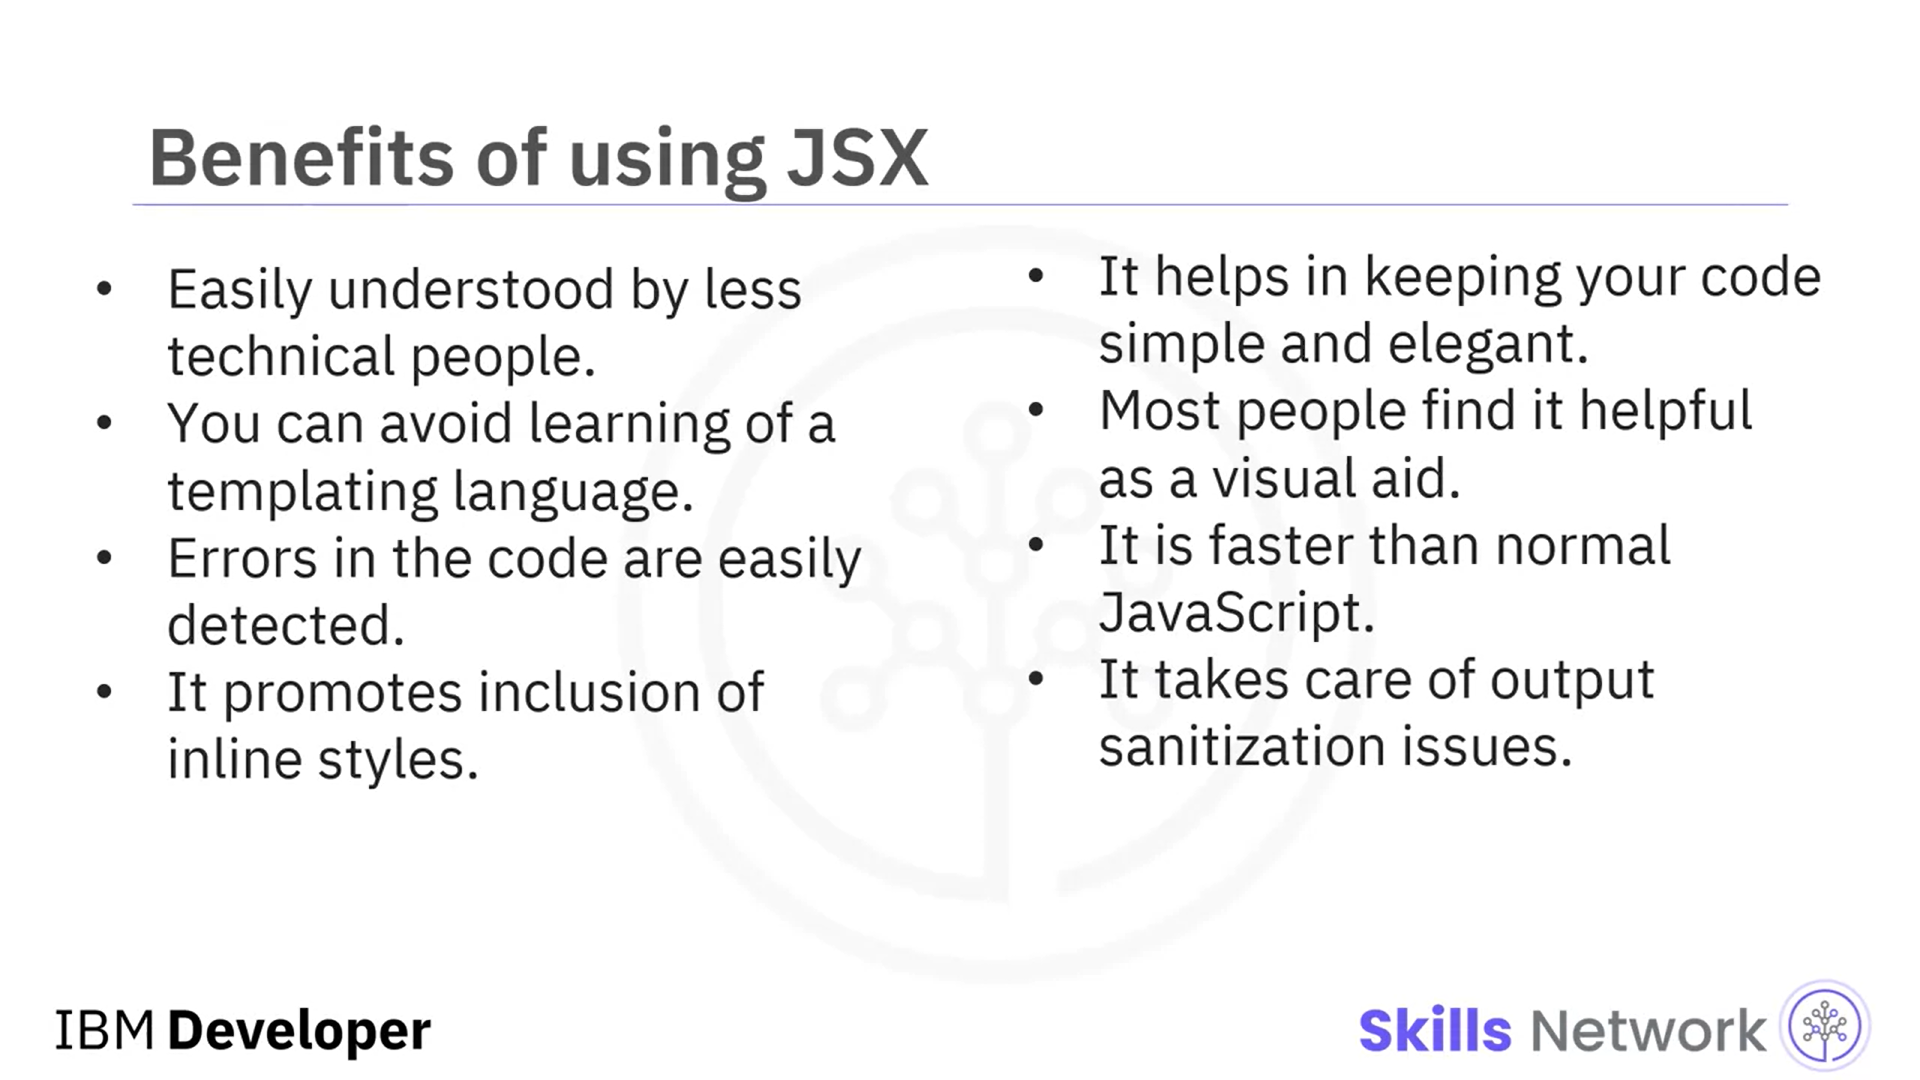 Benefits of using JSX
• Easily understood by less
technical people.
• You can avoid learning of a
templating language.
• Errors in the code are easily
detected.
• It promotes inclusion of
inline styles.
• It helps in keeping your code
simple and elegant.
• Most people find it helpful
as a visual aid.
• It is faster than normal
JavaScript.
• It takes care of output
sanitization issues.
IBM Developer
Skills Network